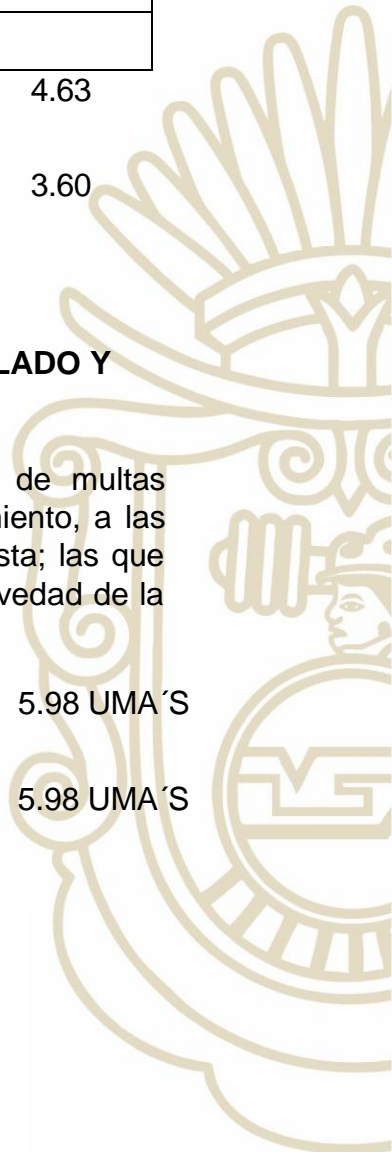 4.63
3.60
LADO Y
de multas
miento, a las
sta; las que
vedad de la
5.98 UMA´S
5.98 UMA´S